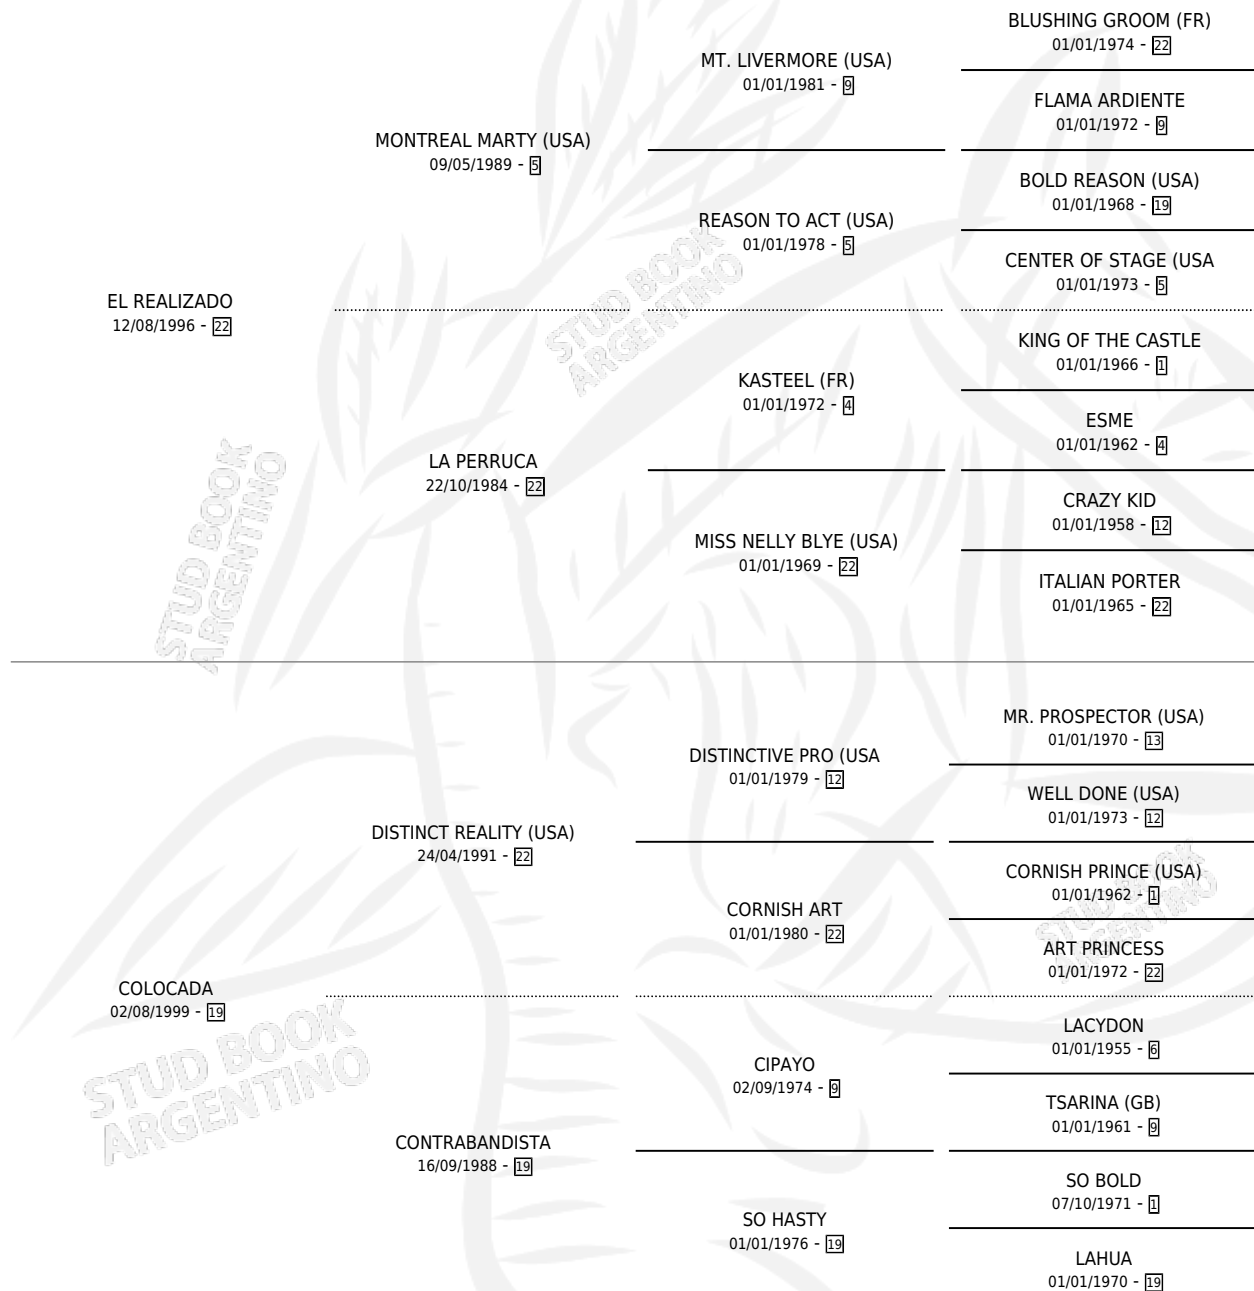 BLUSHING GROOM (FR)
01/01/1974 - 22
MT. LIVERMORE (USA)
01/01/1981 - 9
FLAMA ARDIENTE
01/01/1972 - 9
MONTREAL MARTY (USA)
09/05/1989 - 5
BOLD REASON (USA)
01/01/1968 - 19
REASON TO ACT (USA)
01/01/1978 - 5
CENTER OF STAGE (USA
01/01/1973 - 5
EL REALIZADO
12/08/1996 - 22
KING OF THE CASTLE
01/01/1966 - 1
KASTEEL (FR)
01/01/1972 - 4
ESME
01/01/1962 - 4
LA PERRUCA
22/10/1984 - 22
CRAZY KID
01/01/1958 - 12
MISS NELLY BLYE (USA)
01/01/1969 - 22
ITALIAN PORTER
01/01/1965 - 22
MR. PROSPECTOR (USA)
01/01/1970 - 13
DISTINCTIVE PRO (USA
01/01/1979 - 12
WELL DONE (USA)
01/01/1973 - 12
DISTINCT REALITY (USA)
24/04/1991 - 22
CORNISH PRINCE (USA)
01/01/1962 - 1
CORNISH ART
01/01/1980 - 22
ART PRINCESS
01/01/1972 - 22
COLOCADA
02/08/1999 - 19
LACYDON
01/01/1955 - 6
CIPAYO
02/09/1974 - 9
TSARINA (GB)
01/01/1961 - 9
CONTRABANDISTA
16/09/1988 - 19
SO BOLD
07/10/1971 - 1
SO HASTY
01/01/1976 - 19
LAHUA
01/01/1970 - 19
STUD BOOK
ARGENTINO
STUD BOOK
ARGENTINO
STUD BOOK
ARGENTINO
STUD BOOK
ARGENTINO